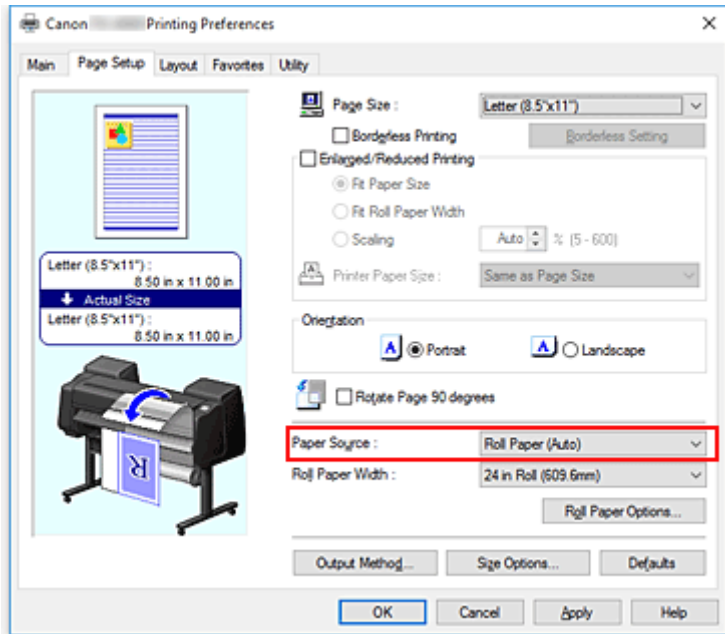 Canon Printing Preferences
Main Page Setup Layout Favorites Utility
Page Size : Letter (8.5"x11")
Borderless Printing Borderless Setting
Enlarged/Reduced Printing
Fit Paper Size
Fit Roll Paper Width
Scaling Auto % (5 - 600)
Printer Paper Size : Same as Page Size
Letter (8.5"x11") :
8.50 in x 11.00 in
Actual Size
Letter (8.5"x11") :
8.50 in x 11.00 in
Orientation
A Portrait A Landscape
Rotate Page 90 degrees
R
Paper Source : Roll Paper (Auto)
Roll Paper Width : 24 in Roll (609.6mm)
Roll Paper Options...
Output Method... Size Options... Defaults
OK Cancel Apply Help